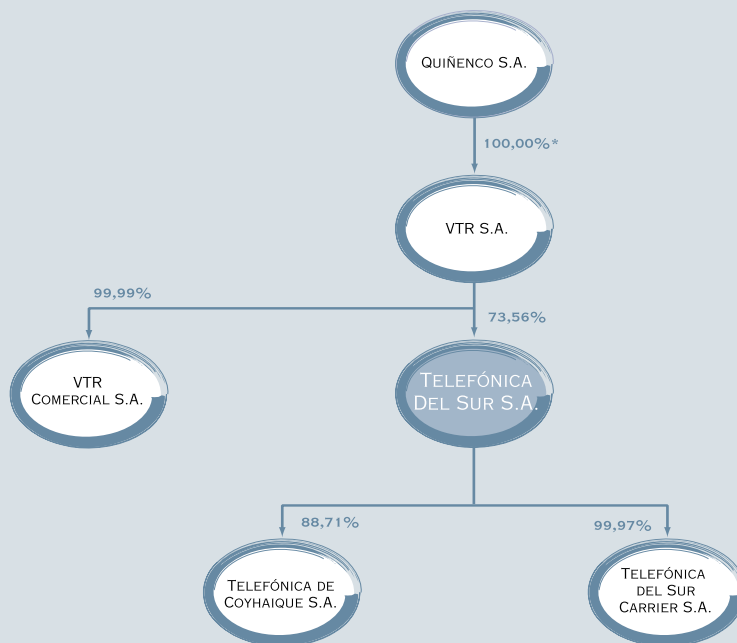 QUIÑENCO S.A.
100,00%*
VTR S.A.
99,99%
73,56%
VTR
COMERCIAL S.A.
TELEFÓNICA
DEL SUR S.A.
88,71%
99,97%
TELEFÓNICA DE
COYHAIQUE S.A.
TELEFÓNICA
DEL SUR
CARRIER S.A.